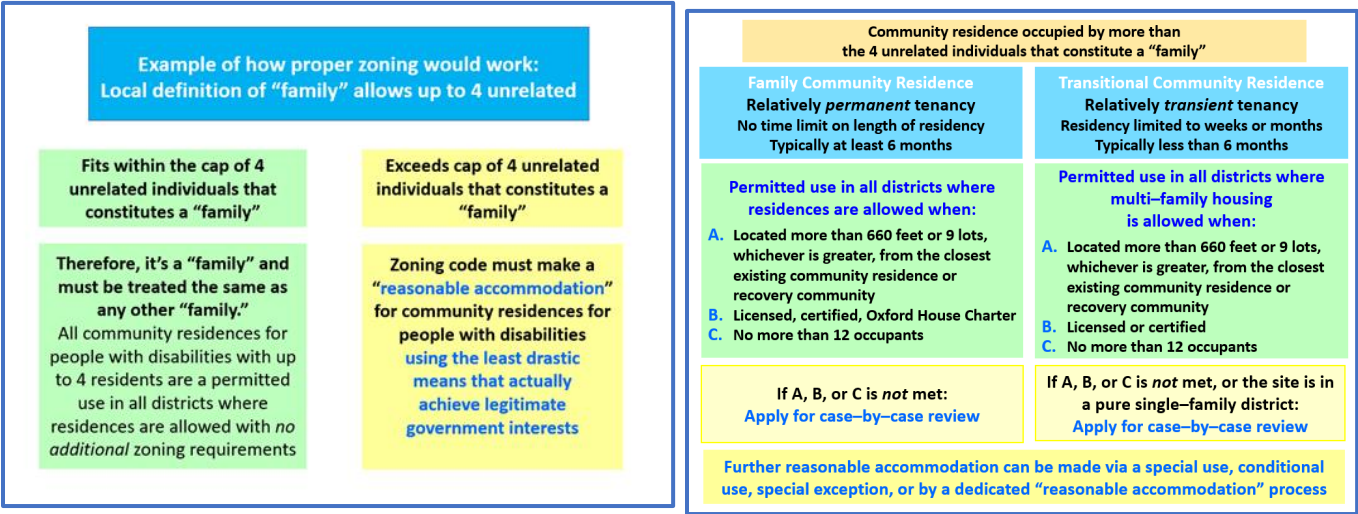 Example of how proper zoning would work:
Local definition of “family” allows up to 4 unrelated
Fits within the cap of 4
unrelated individuals that
constitutes a “family”
Therefore, it’s a “family” and
must be treated the same as
any other “family.”
All community residences for
people with disabilities with up
to 4 residents are a permitted
use in all districts where
residences are allowed with no
additional zoning requirements
Exceeds cap of 4 unrelated
individuals that constitutes a
“family”
Zoning code must make a
“reasonable accommodation”
for community residences for
people with disabilities
using the least drastic
means that actually
achieve legitimate
government interests
Community residence occupied by more than
the 4 unrelated individuals that constitute a “family”
Family Community Residence
Relatively permanent tenancy
No time limit on length of residency
Typically at least 6 months
Permitted use in all districts where
residences are allowed when:
A. Located more than 660 feet or 9 lots,
whichever is greater, from the closest
existing community residence or
recovery community
B. Licensed, certified, Oxford House Charter
C. No more than 12 occupants
If A, B, or C is not met:
Apply for case–by–case review
Transitional Community Residence
Relatively transient tenancy
Residency limited to weeks or months
Typically less than 6 months
Permitted use in all districts where
multi–family housing
is allowed when:
A. Located more than 660 feet or 9 lots,
whichever is greater, from the closest
existing community residence or
recovery community
B. Licensed or certified
C. No more than 12 occupants
If A, B, or C is not met, or the site is in
a pure single–family district:
Apply for case–by–case review
Further reasonable accommodation can be made via a special use, conditional
use, special exception, or by a dedicated “reasonable accommodation” process